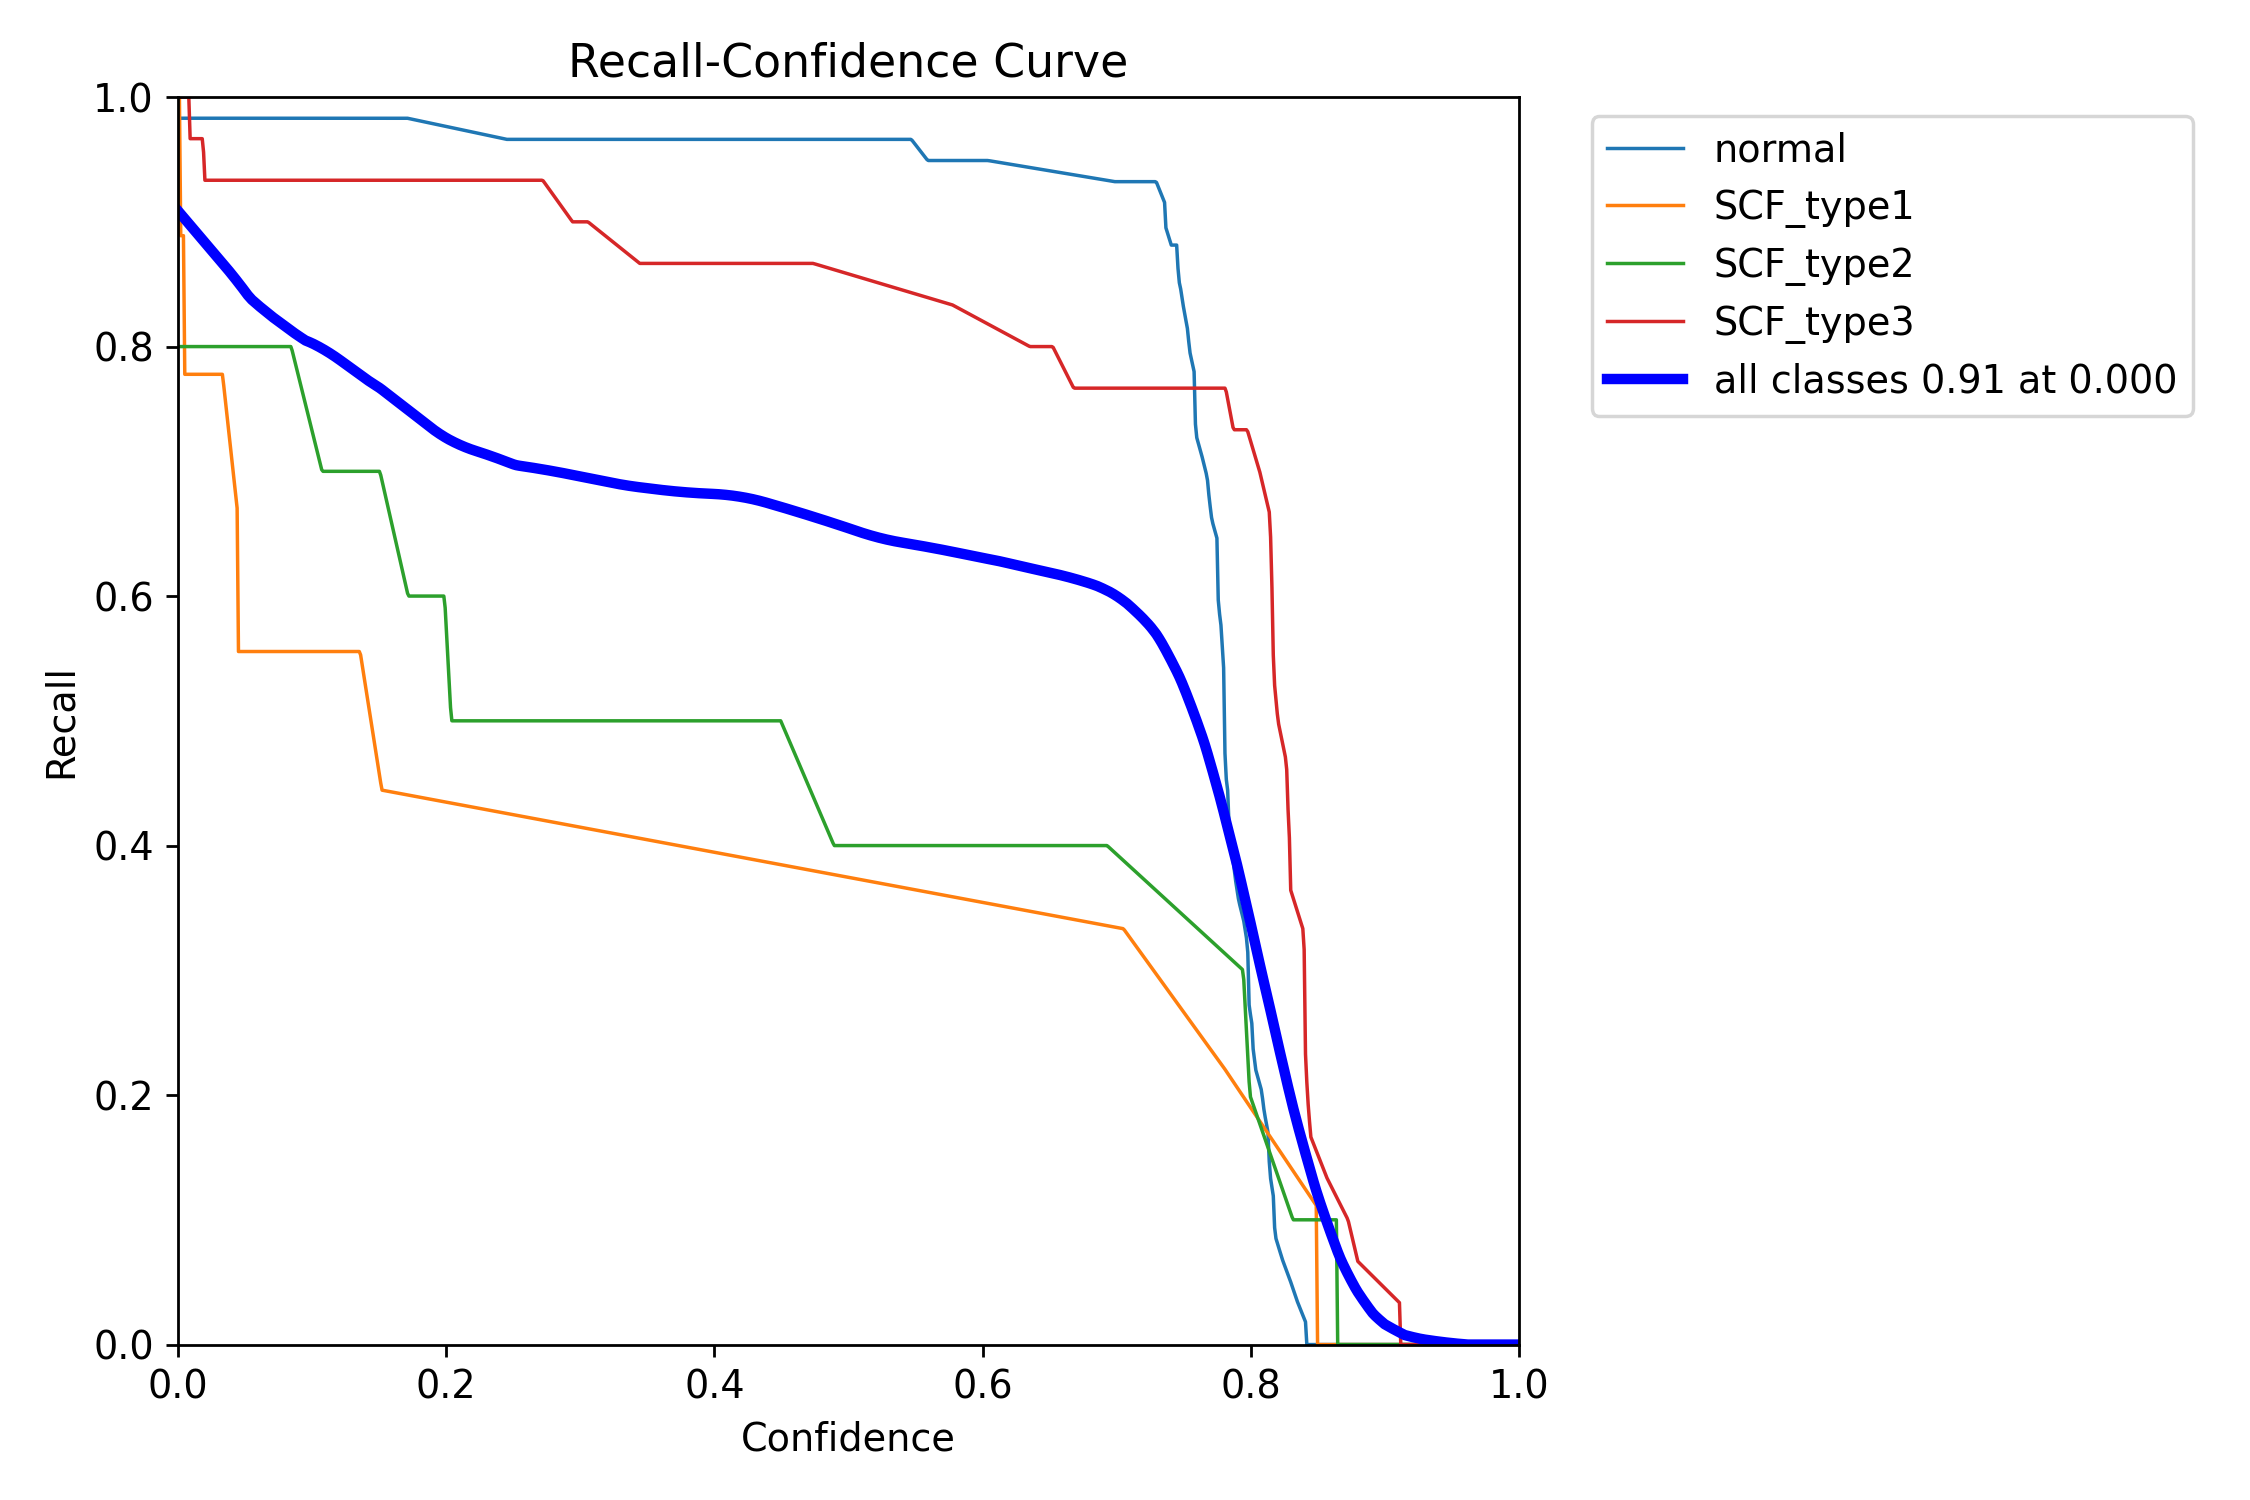 Recall-Confidence Curve
1.0
0.8
0.6
0.4
0.2
0.0
Recall
0.0 0.2 0.4 0.6 0.8 1.0
Confidence
normal
SCF_type1
SCF_type2
SCF_type3
all classes 0.91 at 0.000